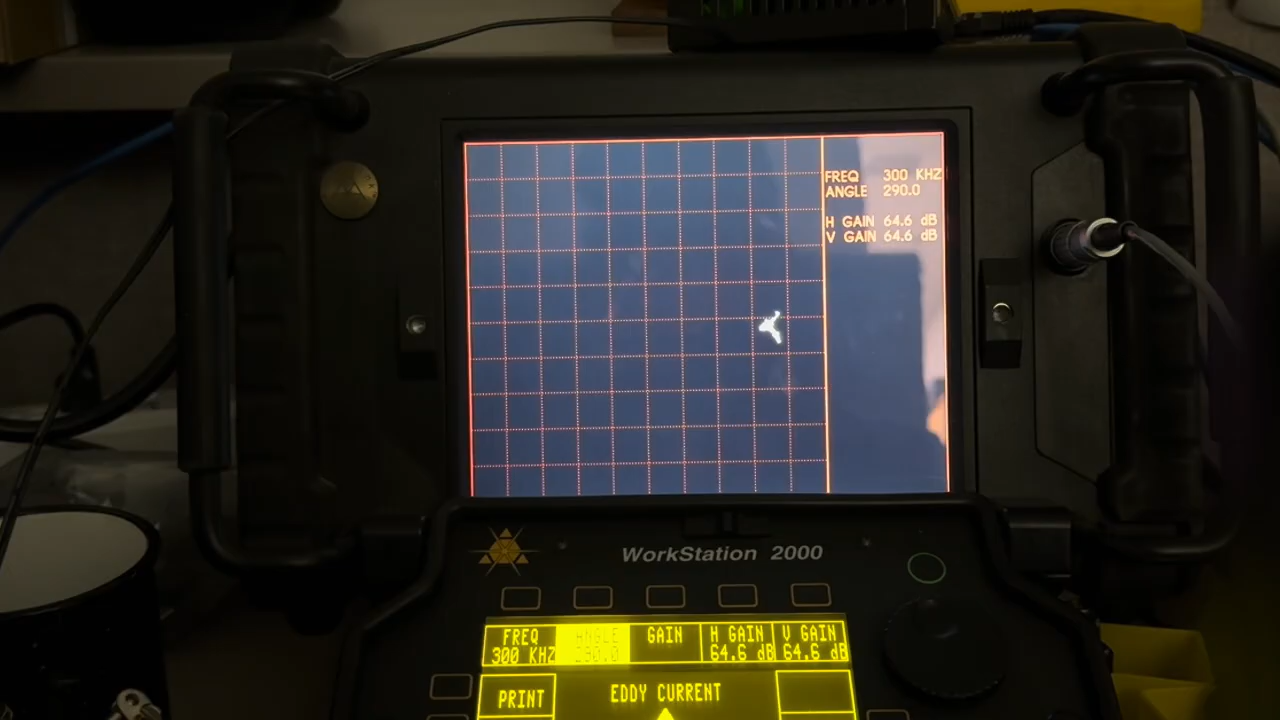 FREQ 300 KHZ
ANGLE 290.0
H GAIN 64.6 dB
V GAIN 64.6 dB
WorkStation 2000
FREQ ANGLE GAIN H GAIN V GAIN
300 KHZ 290.0 64.6 dB 64.6 dB
PRINT EDDY CURRENT